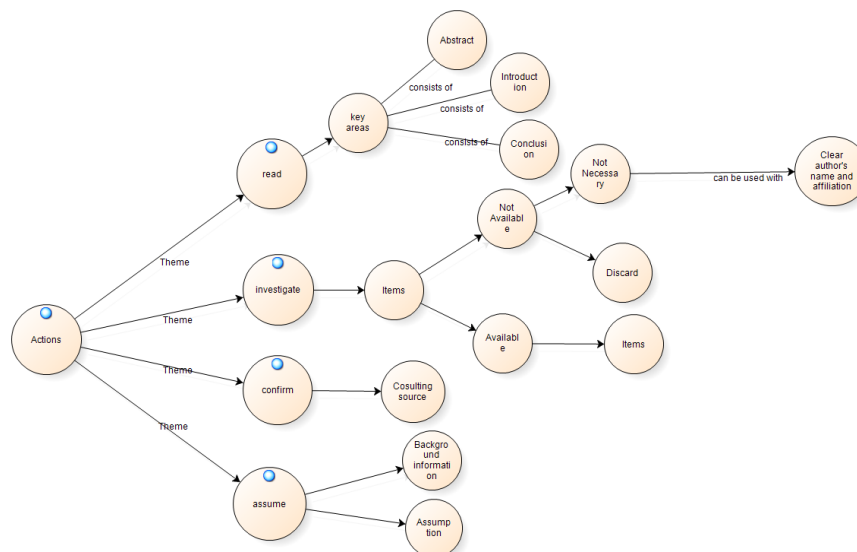 Abstract
consists of
Introduct
ion
consists of
key
areas
consists of
Conclusi
on
read
Not
Necessa
ry
can be used with
Clear
author's
name and
affiliation
Not
Availabl
e
Theme
investigate
Items
Discard
Theme
Actions
Availabl
e
Items
Theme
confirm
Cosulting
source
Theme
Backgro
und
informati
on
assume
Assump
tion